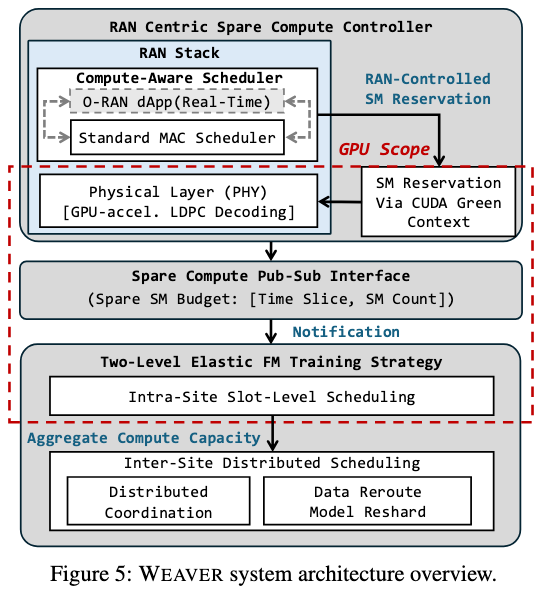 RAN Centric Spare Compute Controller
RAN Stack
Compute-Aware Scheduler
O-RAN dApp(Real-Time)
Standard MAC Scheduler
RAN-Controlled
SM Reservation
GPU Scope
Physical Layer (PHY)
[GPU-accel. LDPC Decoding]
SM Reservation
Via CUDA Green
Context
Spare Compute Pub-Sub Interface
(Spare SM Budget: [Time Slice, SM Count])
Notification
Two-Level Elastic FM Training Strategy
Intra-Site Slot-Level Scheduling
Aggregate Compute Capacity
Inter-Site Distributed Scheduling
Distributed
Coordination
Data Reroute
Model Reshard
Figure 5: WEAVER system architecture overview.